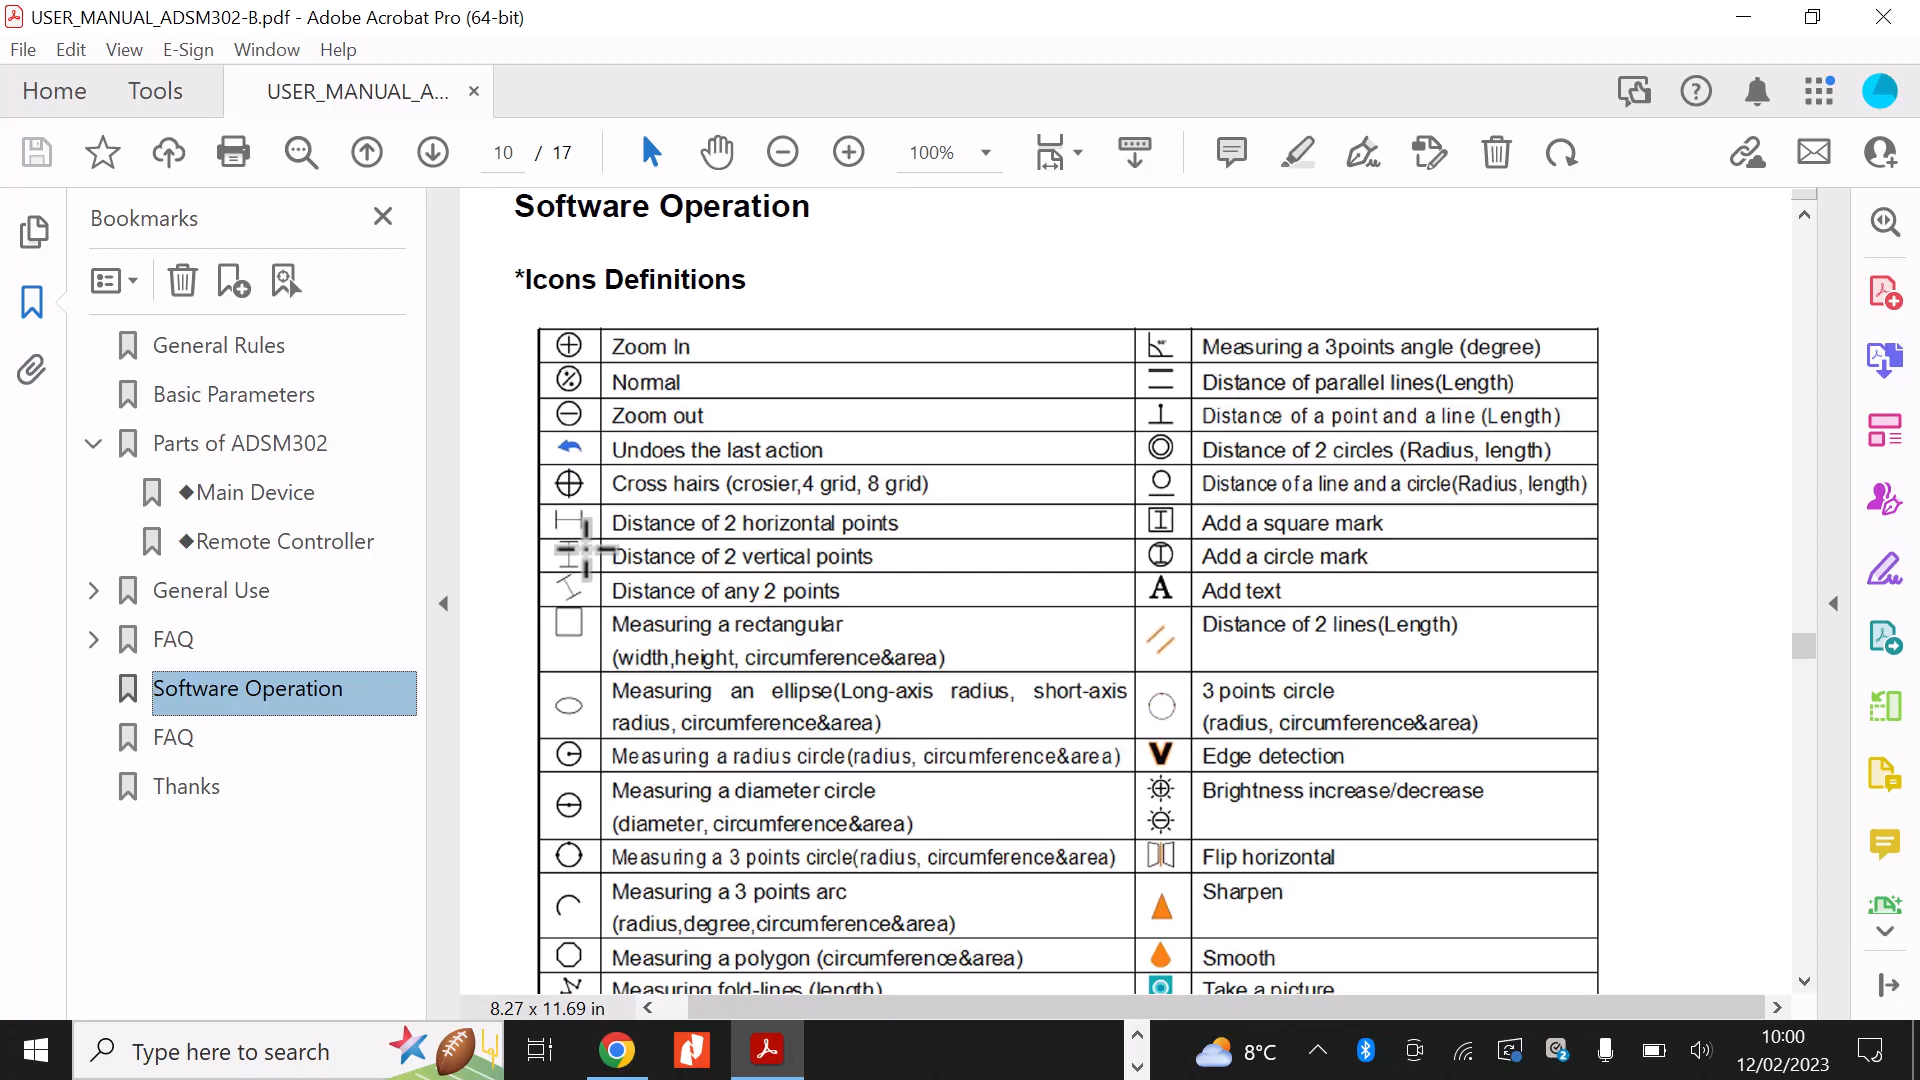 USER_MANUAL_ADSM302-B.pdf - Adobe Acrobat Pro (64-bit)
File Edit View E-Sign Window Help
Home Tools USER_MANUAL_A... ×
10 / 17 100%
Bookmarks
General Rules
Basic Parameters
Parts of ADSM302
◆Main Device
◆Remote Controller
General Use
FAQ
Software Operation
FAQ
Thanks
Software Operation
*Icons Definitions
Zoom In
Measuring a 3points angle (degree)
Normal
Distance of parallel lines(Length)
Zoom out
Distance of a point and a line (Length)
Undoes the last action
Distance of 2 circles (Radius, length)
Cross hairs (crosier,4 grid, 8 grid)
Distance of a line and a circle(Radius, length)
Distance of 2 horizontal points
Add a square mark
Distance of 2 vertical points
Add a circle mark
Distance of any 2 points
A Add text
Measuring a rectangular
(width,height, circumference&area)
Distance of 2 lines(Length)
Measuring an ellipse(Long-axis radius, short-axis
radius, circumference&area)
3 points circle
(radius, circumference&area)
Measuring a radius circle(radius, circumference&area)
Edge detection
Measuring a diameter circle
(diameter, circumference&area)
Brightness increase/decrease
Measuring a 3 points circle(radius, circumference&area)
Flip horizontal
Measuring a 3 points arc
(radius,degree,circumference&area)
Sharpen
Measuring a polygon (circumference&area)
Smooth
Measuring fold-lines (length)
Take a picture
8.27 x 11.69 in
Type here to search
8°C
2
10:00
12/02/2023